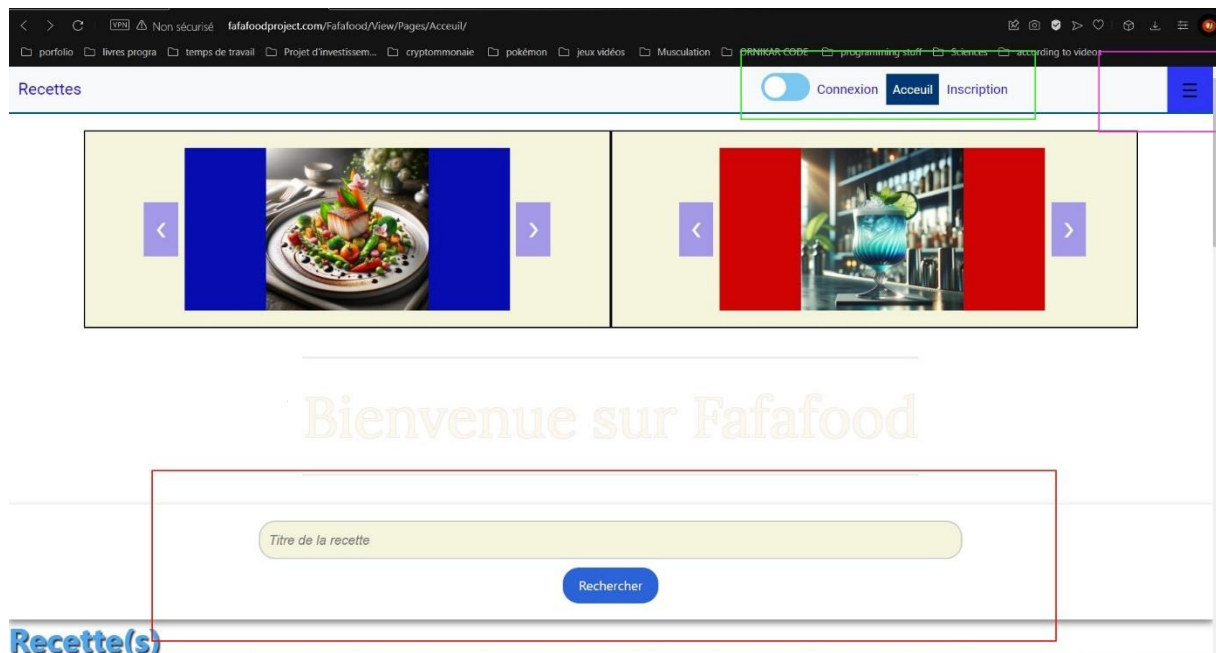 VPN Non sécurisé fafafoodproject.com/Fafafood/View/Pages/Acceuil/
porfolio livres progra temps de travail Projet d'investissem... cryptommonaie pokémon jeux vidéos Musculation ORNIKAR CODE programming stuff Sciences according to videos
Recettes Connexion Acceuil Inscription
Bienvenue sur Fafafood
Titre de la recette
Rechercher
Recette(s)